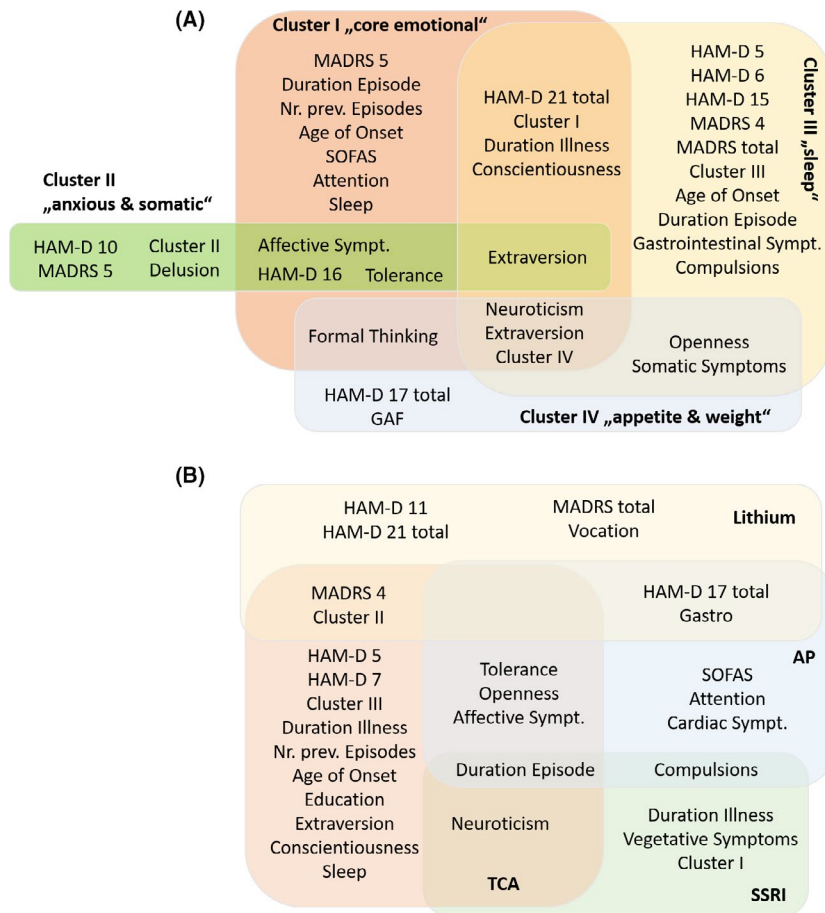 (A)
Cluster I „core emotional“
MADRS 5
Duration Episode
Nr. prev. Episodes
Age of Onset
SOFAS
Attention
Sleep
HAM-D 21 total
Cluster I
Duration Illness
Conscientiousness
HAM-D 5
HAM-D 6
HAM-D 15
MADRS 4
MADRS total
Cluster III
Age of Onset
Duration Episode
Gastrointestinal Sympt.
Compulsions
Cluster III „sleep“
Cluster II
„anxious & somatic“
HAM-D 10 Cluster II
MADRS 5 Delusion
Affective Sympt.
HAM-D 16 Tolerance
Extraversion
Formal Thinking
Neuroticism
Extraversion
Cluster IV
Openness
Somatic Symptoms
HAM-D 17 total
GAF
Cluster IV „appetite & weight“
(B)
HAM-D 11
HAM-D 21 total
MADRS total
Vocation
Lithium
MADRS 4
Cluster II
HAM-D 17 total
Gastro
HAM-D 5
HAM-D 7
Cluster III
Duration Illness
Nr. prev. Episodes
Age of Onset
Education
Extraversion
Conscientiousness
Sleep
Tolerance
Openness
Affective Sympt.
AP
SOFAS
Attention
Cardiac Sympt.
Duration Episode
Compulsions
Neuroticism
TCA
Duration Illness
Vegetative Symptoms
Cluster I
SSRI